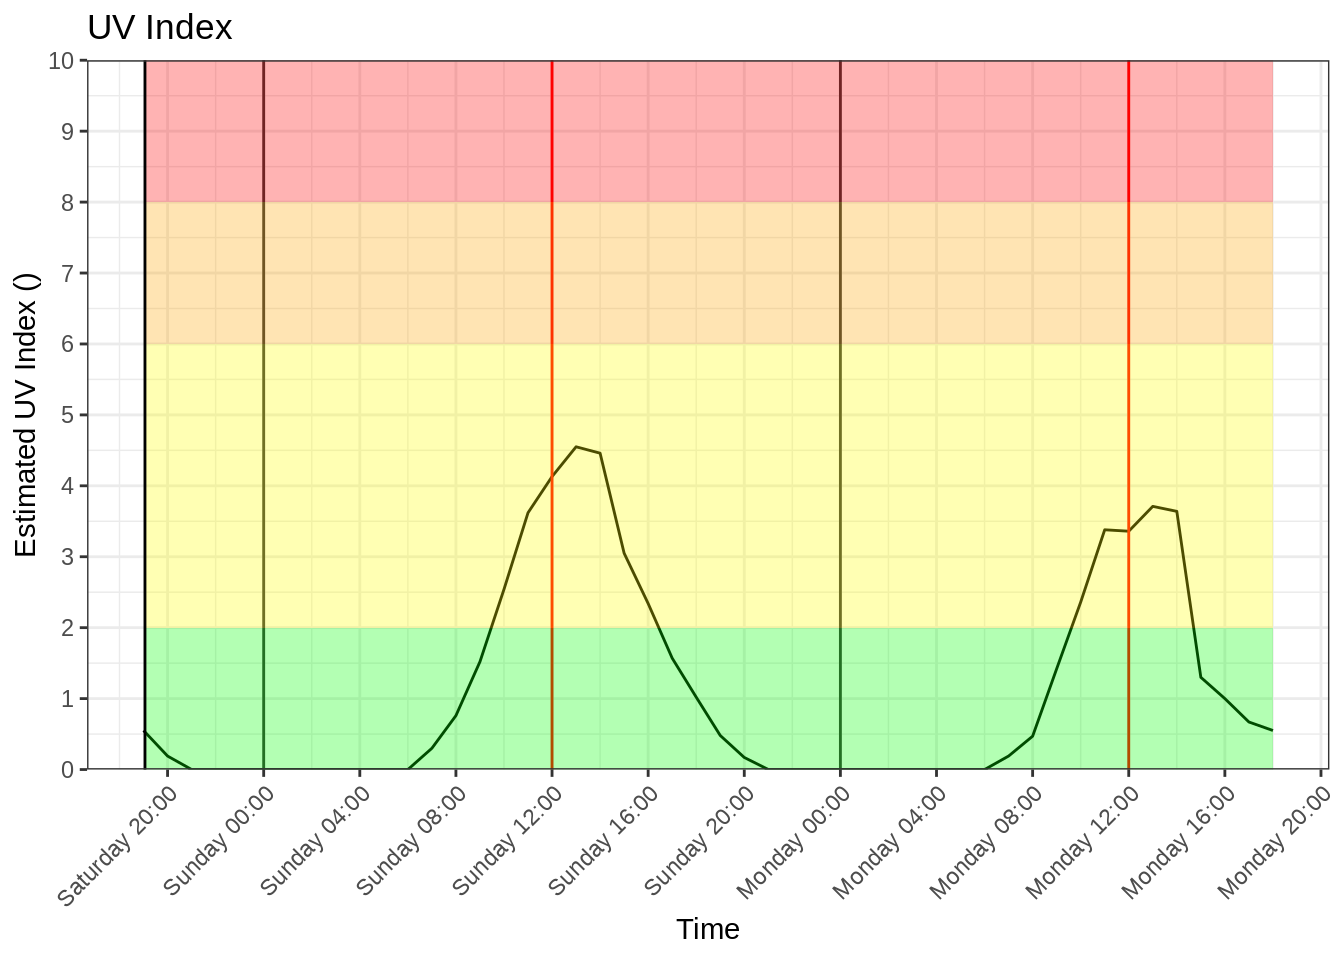 UV Index
Estimated UV Index ()
10
9
8
7
6
5
4
3
2
1
0
Saturday 20:00
Sunday 00:00
Sunday 04:00
Sunday 08:00
Sunday 12:00
Sunday 16:00
Sunday 20:00
Monday 00:00
Monday 04:00
Monday 08:00
Monday 12:00
Monday 16:00
Monday 20:00
Time